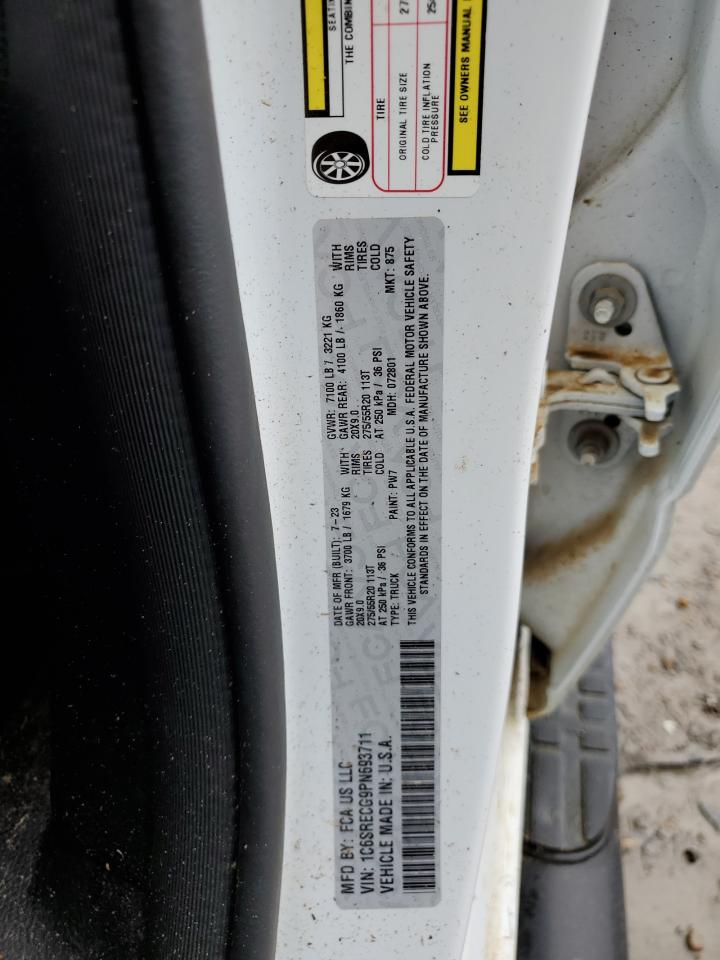 SEATIN
THE COMBIN
TIRE
27
ORIGINAL TIRE SIZE
COLD TIRE INFLATION
PRESSURE
SEE OWNERS MANUAL
MFD BY: FCA US LLC
DATE OF MFR (BUILT): 7-23
GVWR: 7100 LB / 3221 KG
GAWR FRONT: 3700 LB / 1679 KG WITH
GAWR REAR: 4100 LB / 1860 KG WITH
20X9.0 RIMS
20X9.0 RIMS
275/55R20 113T TIRES
275/55R20 113T TIRES
AT 250 kPa / 36 PSI COLD
AT 250 kPa / 36 PSI COLD
VIN: 1C6SRECG9PN693711
TYPE: TRUCK PAINT: PW7 MDH: 072801 MKT: 875
VEHICLE MADE IN: U.S.A.
THIS VEHICLE CONFORMS TO ALL APPLICABLE U.S.A. FEDERAL MOTOR VEHICLE SAFETY
STANDARDS IN EFFECT ON THE DATE OF MANUFACTURE SHOWN ABOVE.